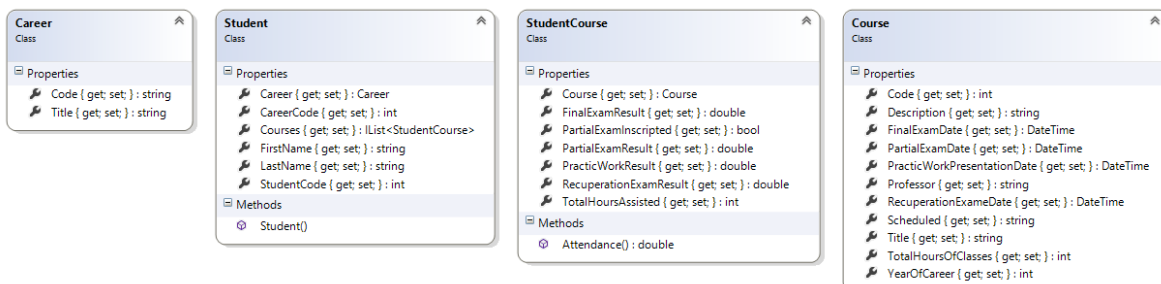 Career
Class
Properties
Code { get; set; } : string
Title { get; set; } : string
Student
Class
Properties
Career { get; set; } : Career
CareerCode { get; set; } : int
Courses { get; set; } : IList<StudentCourse>
FirstName { get; set; } : string
LastName { get; set; } : string
StudentCode { get; set; } : int
Methods
Student()
StudentCourse
Class
Properties
Course { get; set; } : Course
FinalExamResult { get; set; } : double
PartialExamInscripted { get; set; } : bool
PartialExamResult { get; set; } : double
PracticWorkResult { get; set; } : double
RecuperationExamResult { get; set; } : double
TotalHoursAssisted { get; set; } : int
Methods
Attendance() : double
Course
Class
Properties
Code { get; set; } : int
Description { get; set; } : string
FinalExamDate { get; set; } : DateTime
PartialExamDate { get; set; } : DateTime
PracticWorkPresentationDate { get; set; } : DateTime
Professor { get; set; } : string
RecuperationExameDate { get; set; } : DateTime
Scheduled { get; set; } : string
Title { get; set; } : string
TotalHoursOfClasses { get; set; } : int
YearOfCareer { get; set; } : int